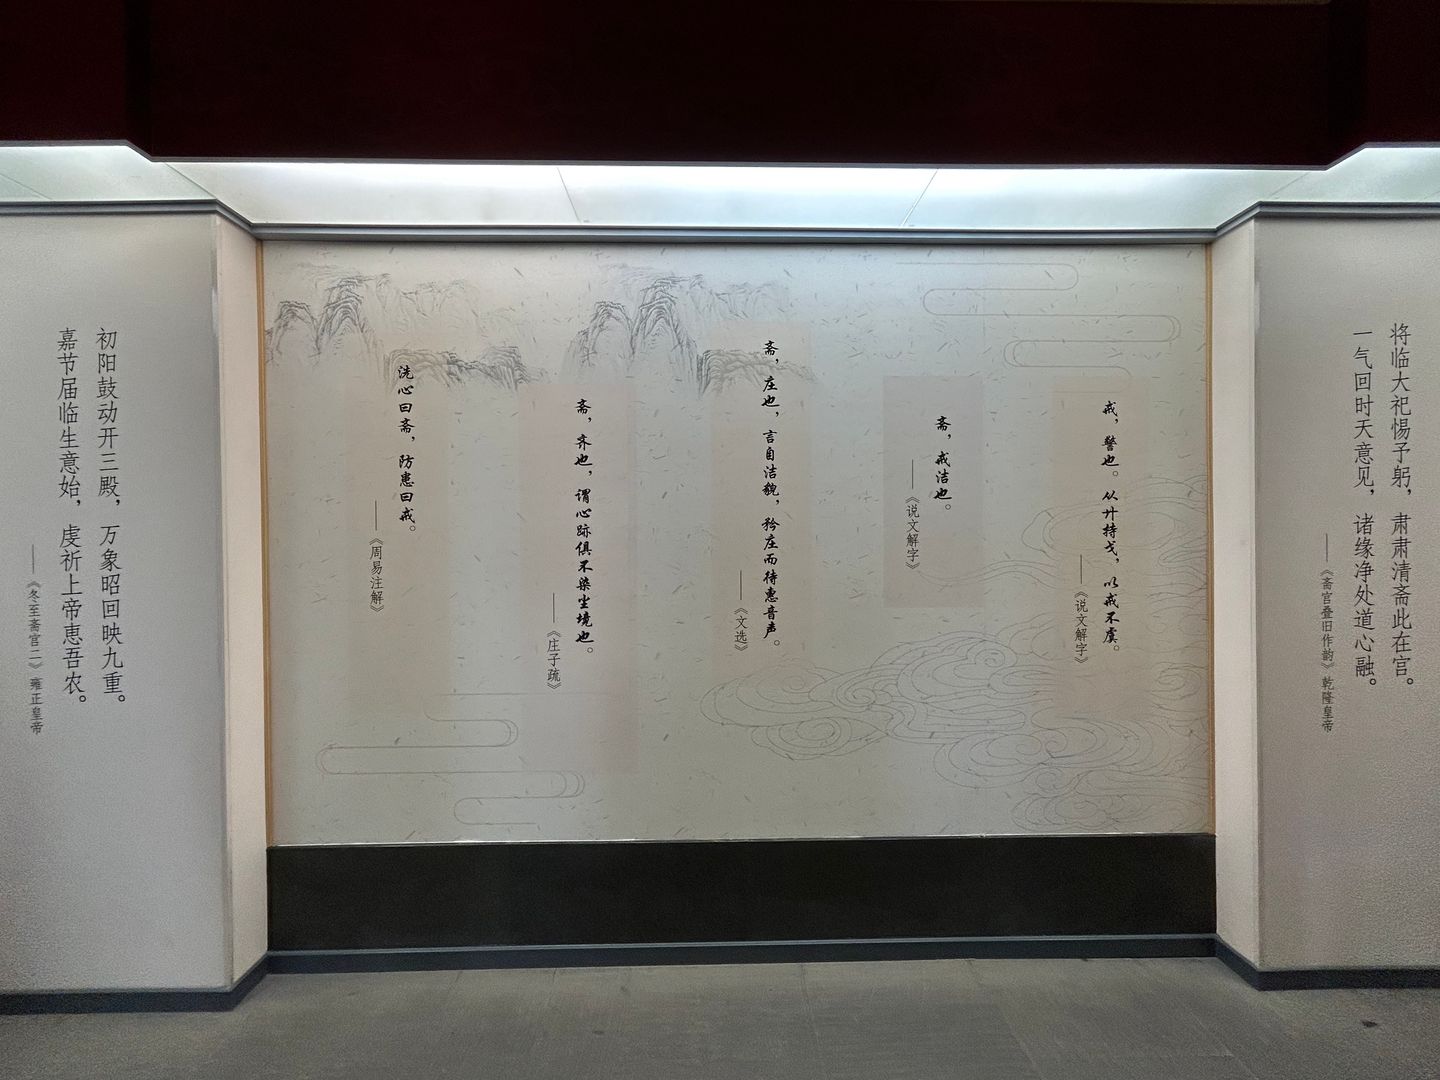 将临大祀惕予躬，肃肃清斋此在宫。
一气回时天意见，诸缘净处道心融。
——《斋宫叠旧作韵》乾隆皇帝
戒，警也。从廾持戈，以戒不虞。
——《说文解字》
斋，戒洁也。
——《说文解字》
斋，庄也，言自洁貌，矜庄而待惠音声。
——《文选》
斋，齐也，谓心跡俱不染尘境也。
——《庄子疏》
洗心曰斋，防患曰戒。
——《周易注解》
初阳鼓动开三殿，万象昭回映九重。
嘉节届临生意始，虔祈上帝惠吾农。
——《冬至斋宫二》雍正皇帝